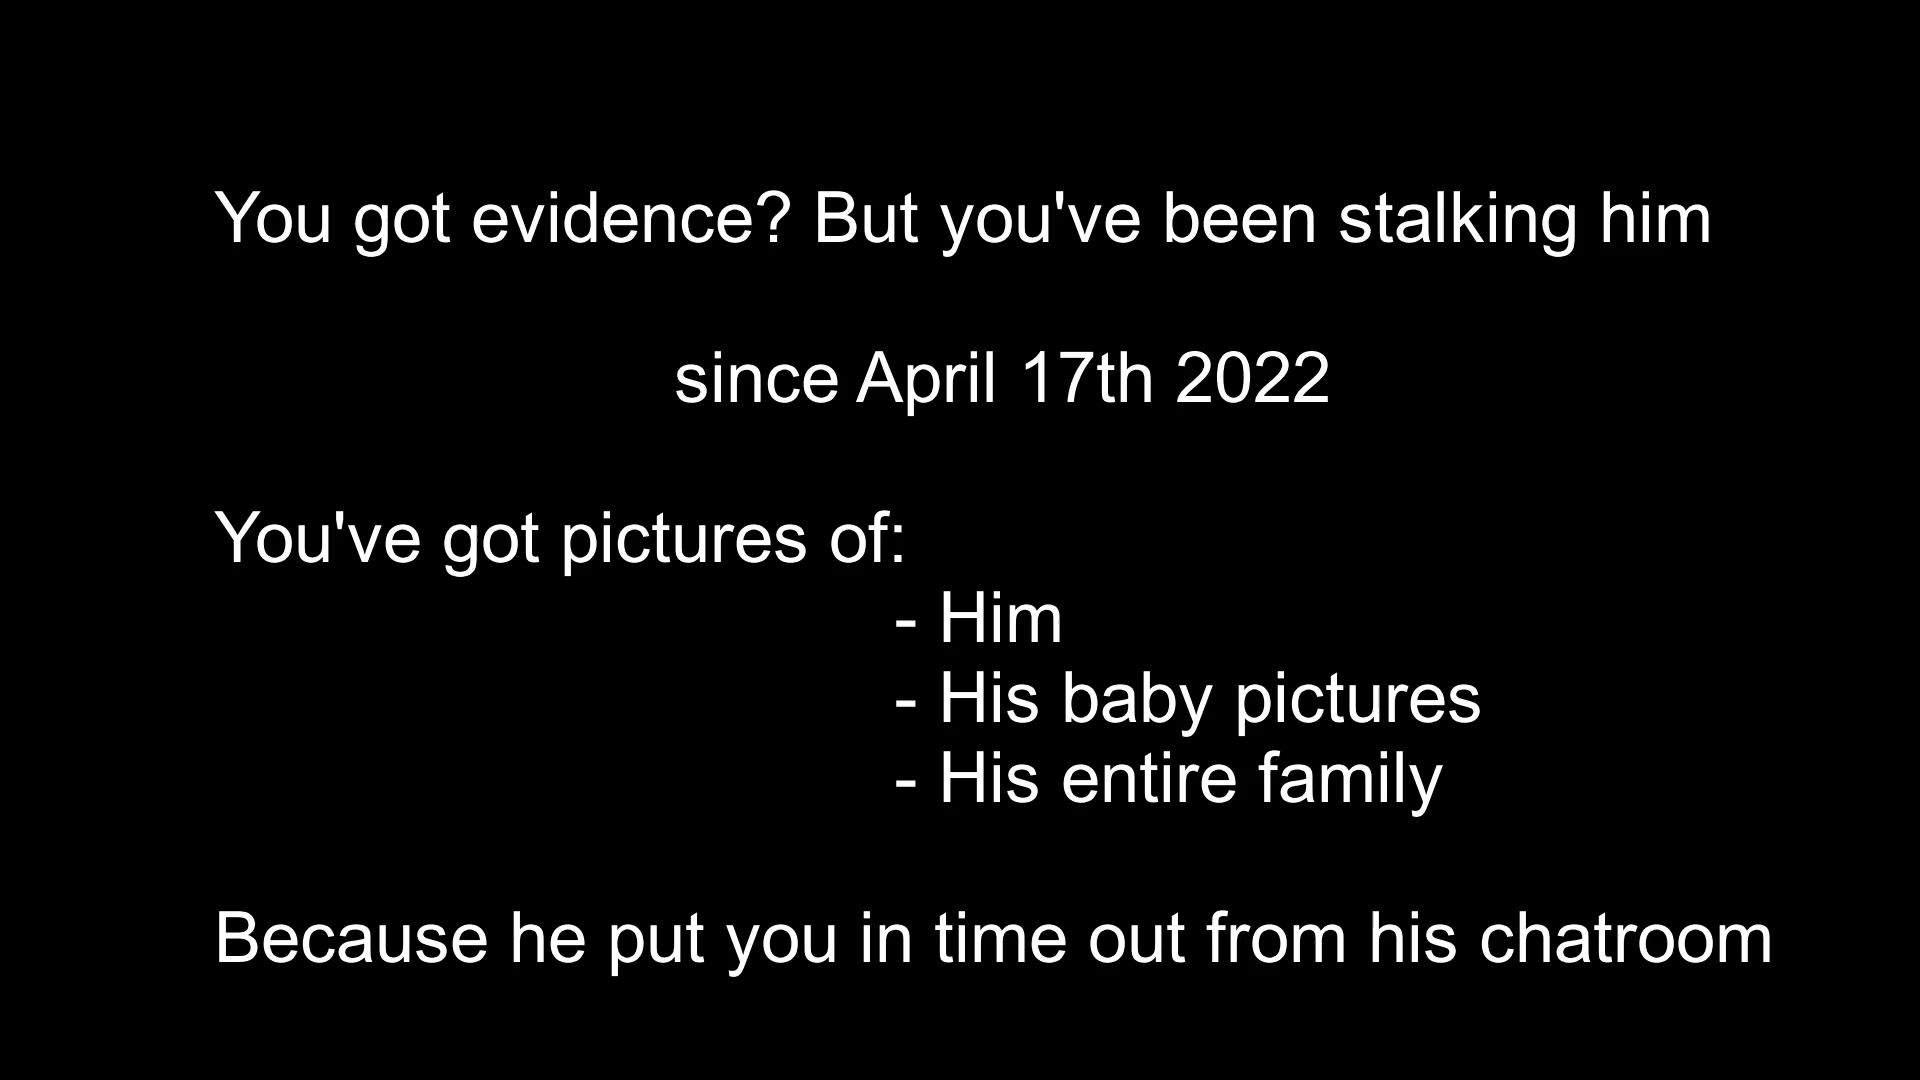 You got evidence? But you've been stalking him
since April 17th 2022
You've got pictures of:
- Him
- His baby pictures
- His entire family
Because he put you in time out from his chatroom